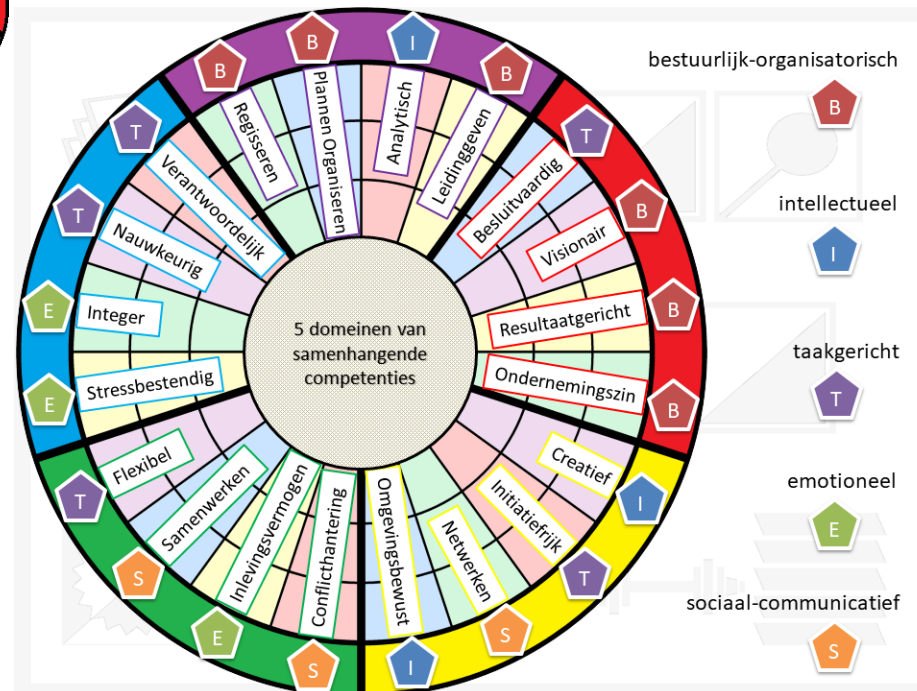 B
B
I
B
T
B
B
B
I
T
S
I
S
E
S
T
E
E
T
T
Regisseren
Plannen Organiseren
Analytisch
Leidinggeven
Besluitvaardig
Visionair
Resultaatgericht
Ondernemingszin
Creatief
Initiatiefrijk
Netwerken
Omgevingsbewust
Conflicthantering
Inlevingsvermogen
Samenwerken
Flexibel
Stressbestendig
Integer
Nauwkeurig
Verantwoordelijk
5 domeinen van
samenhangende
competenties
bestuurlijk-organisatorisch
B
intellectueel
I
taakgericht
T
emotioneel
E
sociaal-communicatief
S